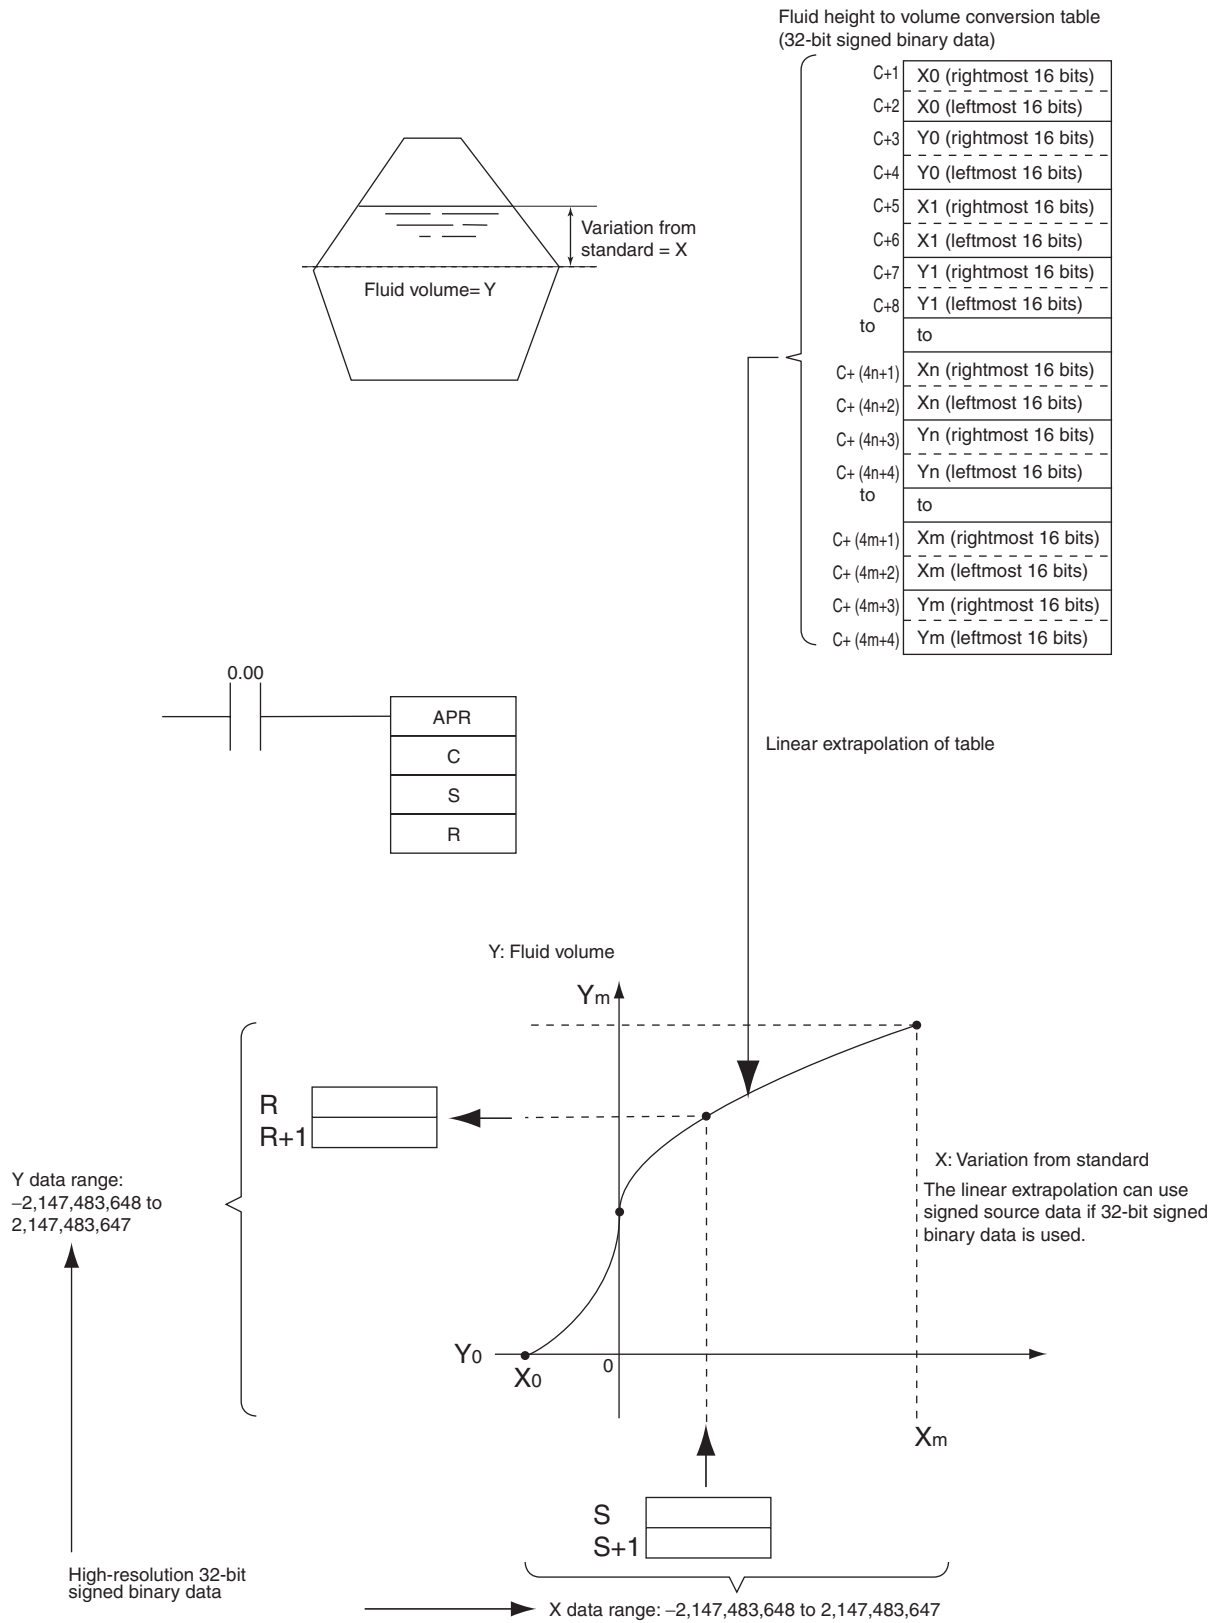 Fluid height to volume conversion table
(32-bit signed binary data)
C+1 X0 (rightmost 16 bits)
C+2 X0 (leftmost 16 bits)
C+3 Y0 (rightmost 16 bits)
C+4 Y0 (leftmost 16 bits)
C+5 X1 (rightmost 16 bits)
C+6 X1 (leftmost 16 bits)
C+7 Y1 (rightmost 16 bits)
C+8 Y1 (leftmost 16 bits)
to to
C+ (4n+1) Xn (rightmost 16 bits)
C+ (4n+2) Xn (leftmost 16 bits)
C+ (4n+3) Yn (rightmost 16 bits)
C+ (4n+4) Yn (leftmost 16 bits)
to to
C+ (4m+1) Xm (rightmost 16 bits)
C+ (4m+2) Xm (leftmost 16 bits)
C+ (4m+3) Ym (rightmost 16 bits)
C+ (4m+4) Ym (leftmost 16 bits)
Variation from
standard = X
Fluid volume= Y
0.00
APR
C
S
R
Linear extrapolation of table
Y: Fluid volume
Ym
R
R+1
X: Variation from standard
The linear extrapolation can use
signed source data if 32-bit signed
binary data is used.
Y data range:
–2,147,483,648 to
2,147,483,647
Y0
X0
0
Xm
S
S+1
High-resolution 32-bit
signed binary data
X data range: –2,147,483,648 to 2,147,483,647